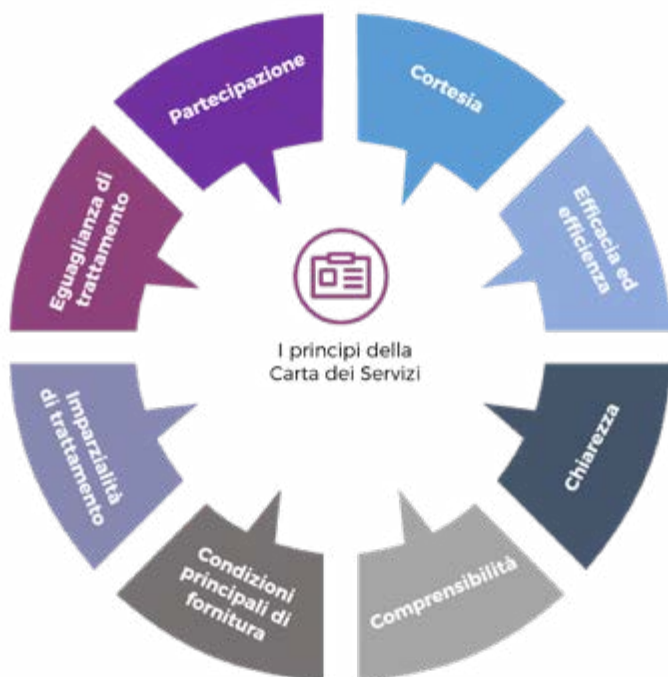 Partecipazione
Cortesia
Efficacia ed
efficienza
Chiarezza
Comprensibilità
Condizioni
principali di
fornitura
Imparzialità
di trattamento
Eguaglianza di
trattamento
I principi della
Carta dei Servizi